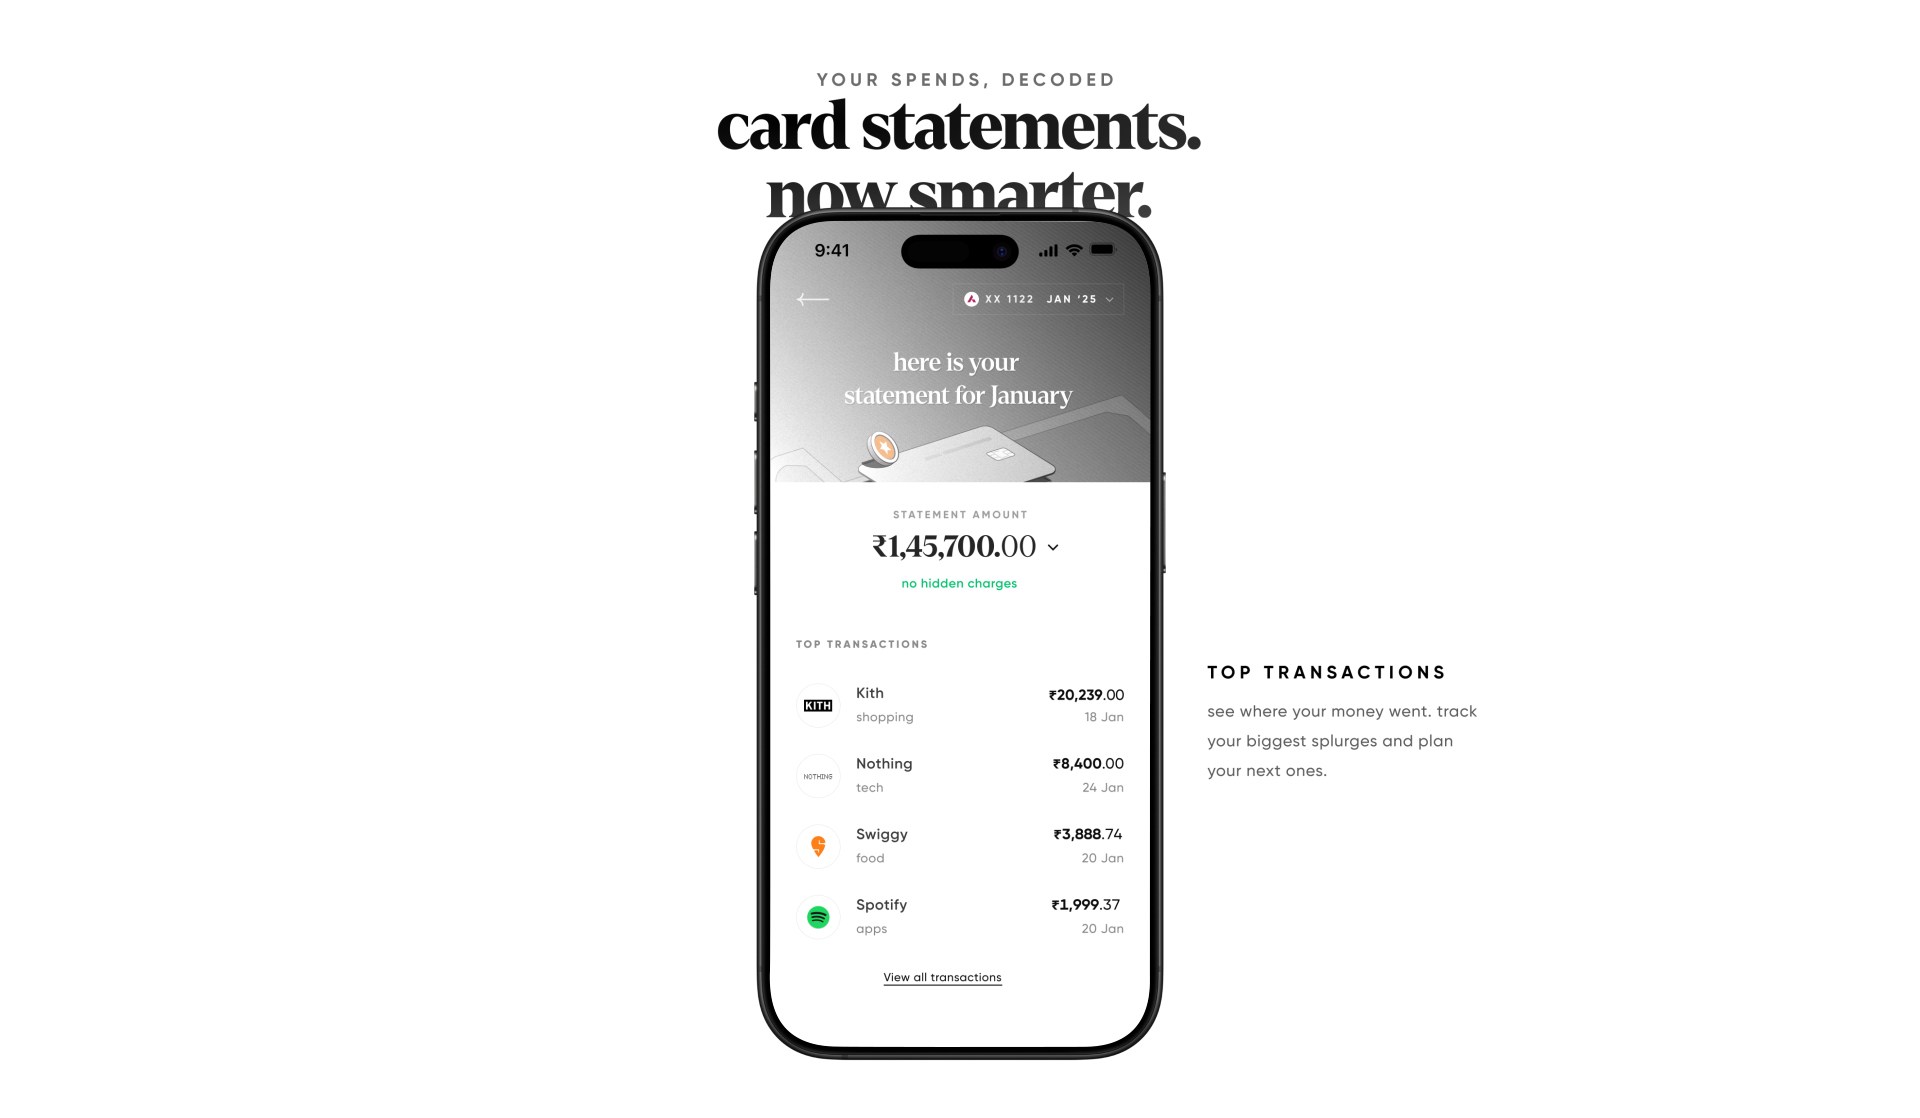 YOUR SPENDS, DECODED
card statements.
now smarter.
9:41
XX 1122 JAN '25
here is your
statement for January
STATEMENT AMOUNT
₹1,45,700.00
no hidden charges
TOP TRANSACTIONS
KITH
Kith
₹20,239.00
shopping
18 Jan
NOTHING
Nothing
₹8,400.00
tech
24 Jan
Swiggy
₹3,888.74
food
20 Jan
Spotify
₹1,999.37
apps
20 Jan
View all transactions
TOP TRANSACTIONS
see where your money went. track
your biggest splurges and plan
your next ones.